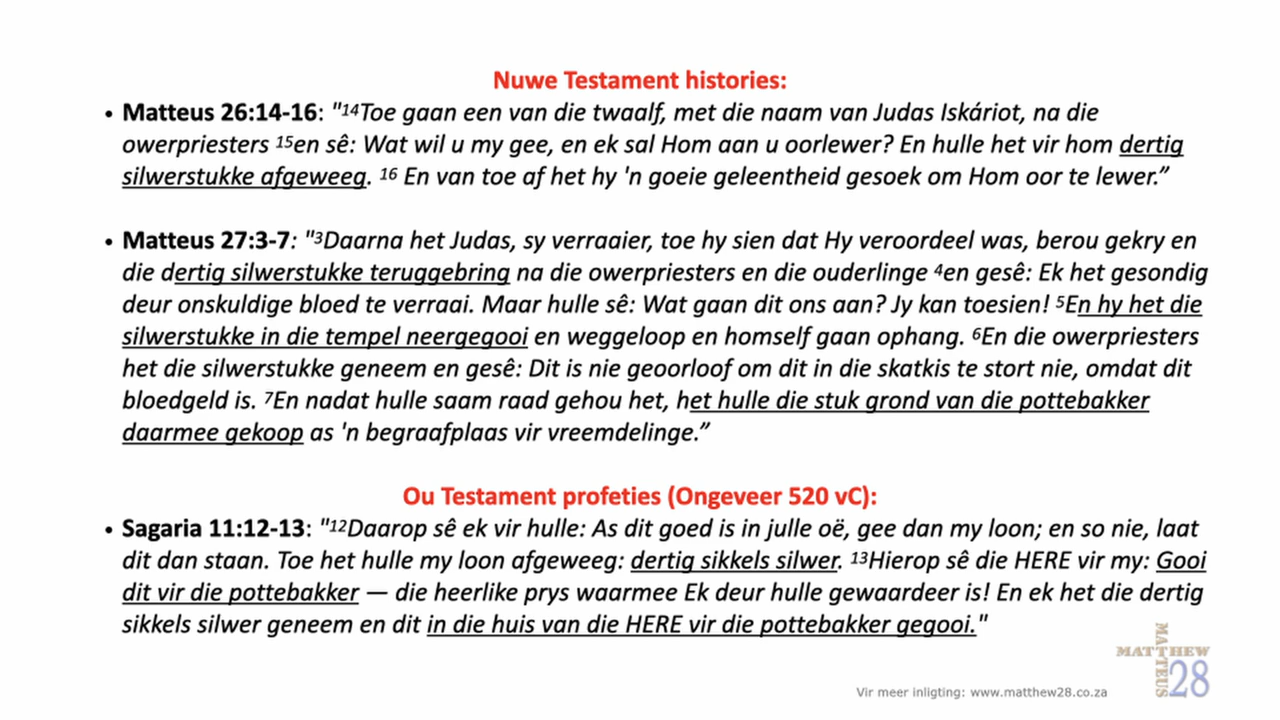 Nuwe Testament histories:
• Matteus 26:14-16: "¹⁴Toe gaan een van die twaalf, met die naam van Judas Iskáriot, na die
owerpriesters ¹⁵en sê: Wat wil u my gee, en ek sal Hom aan u oorlewer? En hulle het vir hom dertig
silwerstukke afgeweeg. ¹⁶ En van toe af het hy 'n goeie geleentheid gesoek om Hom oor te lewer.”
• Matteus 27:3-7: "³Daarna het Judas, sy verraaier, toe hy sien dat Hy veroordeel was, berou gekry en
die dertig silwerstukke teruggebring na die owerpriesters en die ouderlinge ⁴en gesê: Ek het gesondig
deur onskuldige bloed te verraai. Maar hulle sê: Wat gaan dit ons aan? Jy kan toesien! ⁵En hy het die
silwerstukke in die tempel neergegooi en weggeloop en homself gaan ophang. ⁶En die owerpriesters
het die silwerstukke geneem en gesê: Dit is nie geoorloof om dit in die skatkis te stort nie, omdat dit
bloedgeld is. ⁷En nadat hulle saam raad gehou het, het hulle die stuk grond van die pottebakker
daarmee gekoop as 'n begraafplaas vir vreemdelinge.”
Ou Testament profeties (Ongeveer 520 vC):
• Sagaria 11:12-13: "¹²Daarop sê ek vir hulle: As dit goed is in julle oë, gee dan my loon; en so nie, laat
dit dan staan. Toe het hulle my loon afgeweeg: dertig sikkels silwer. ¹³Hierop sê die HERE vir my: Gooi
dit vir die pottebakker — die heerlike prys waarmee Ek deur hulle gewaardeer is! En ek het die dertig
sikkels silwer geneem en dit in die huis van die HERE vir die pottebakker gegooi."
Vir meer inligting: www.matthew28.co.za
MATTHEW
MATTEUS
28